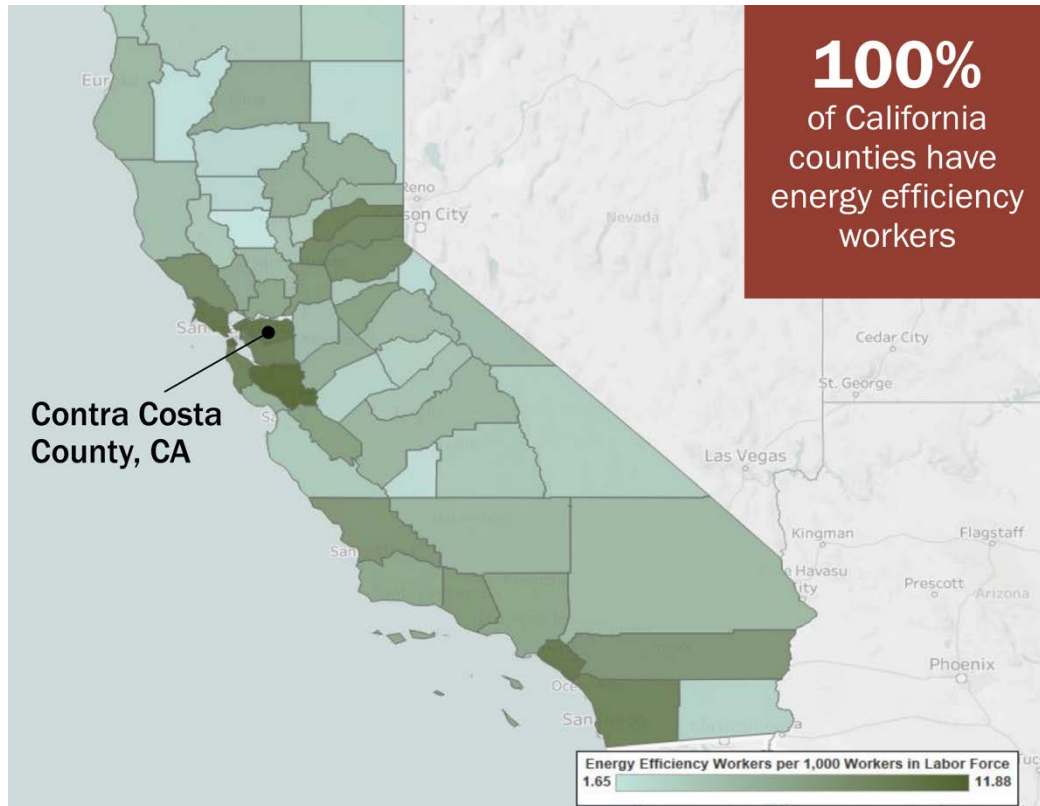 100%
of California
counties have
energy efficiency
workers
Reno
son City
Nevada
Cedar City
St. George
Contra Costa
County, CA
Las Vegas
Kingman
Flagstaff
Havasu
City
Prescott
Arizona
Phoenix
Energy Efficiency Workers per 1,000 Workers in Labor Force
1.65
11.88